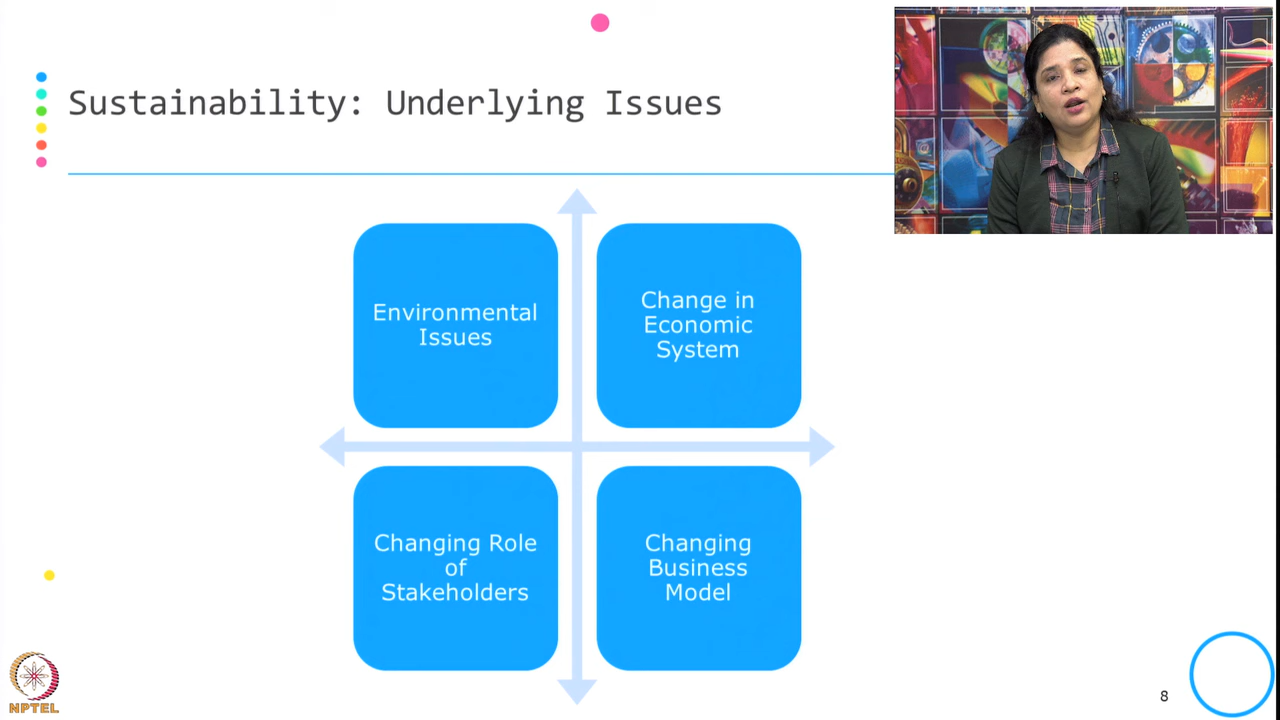 Sustainability: Underlying Issues
Environmental
Issues
Change in
Economic
System
Changing Role
of
Stakeholders
Changing
Business
Model
NPTEL
8